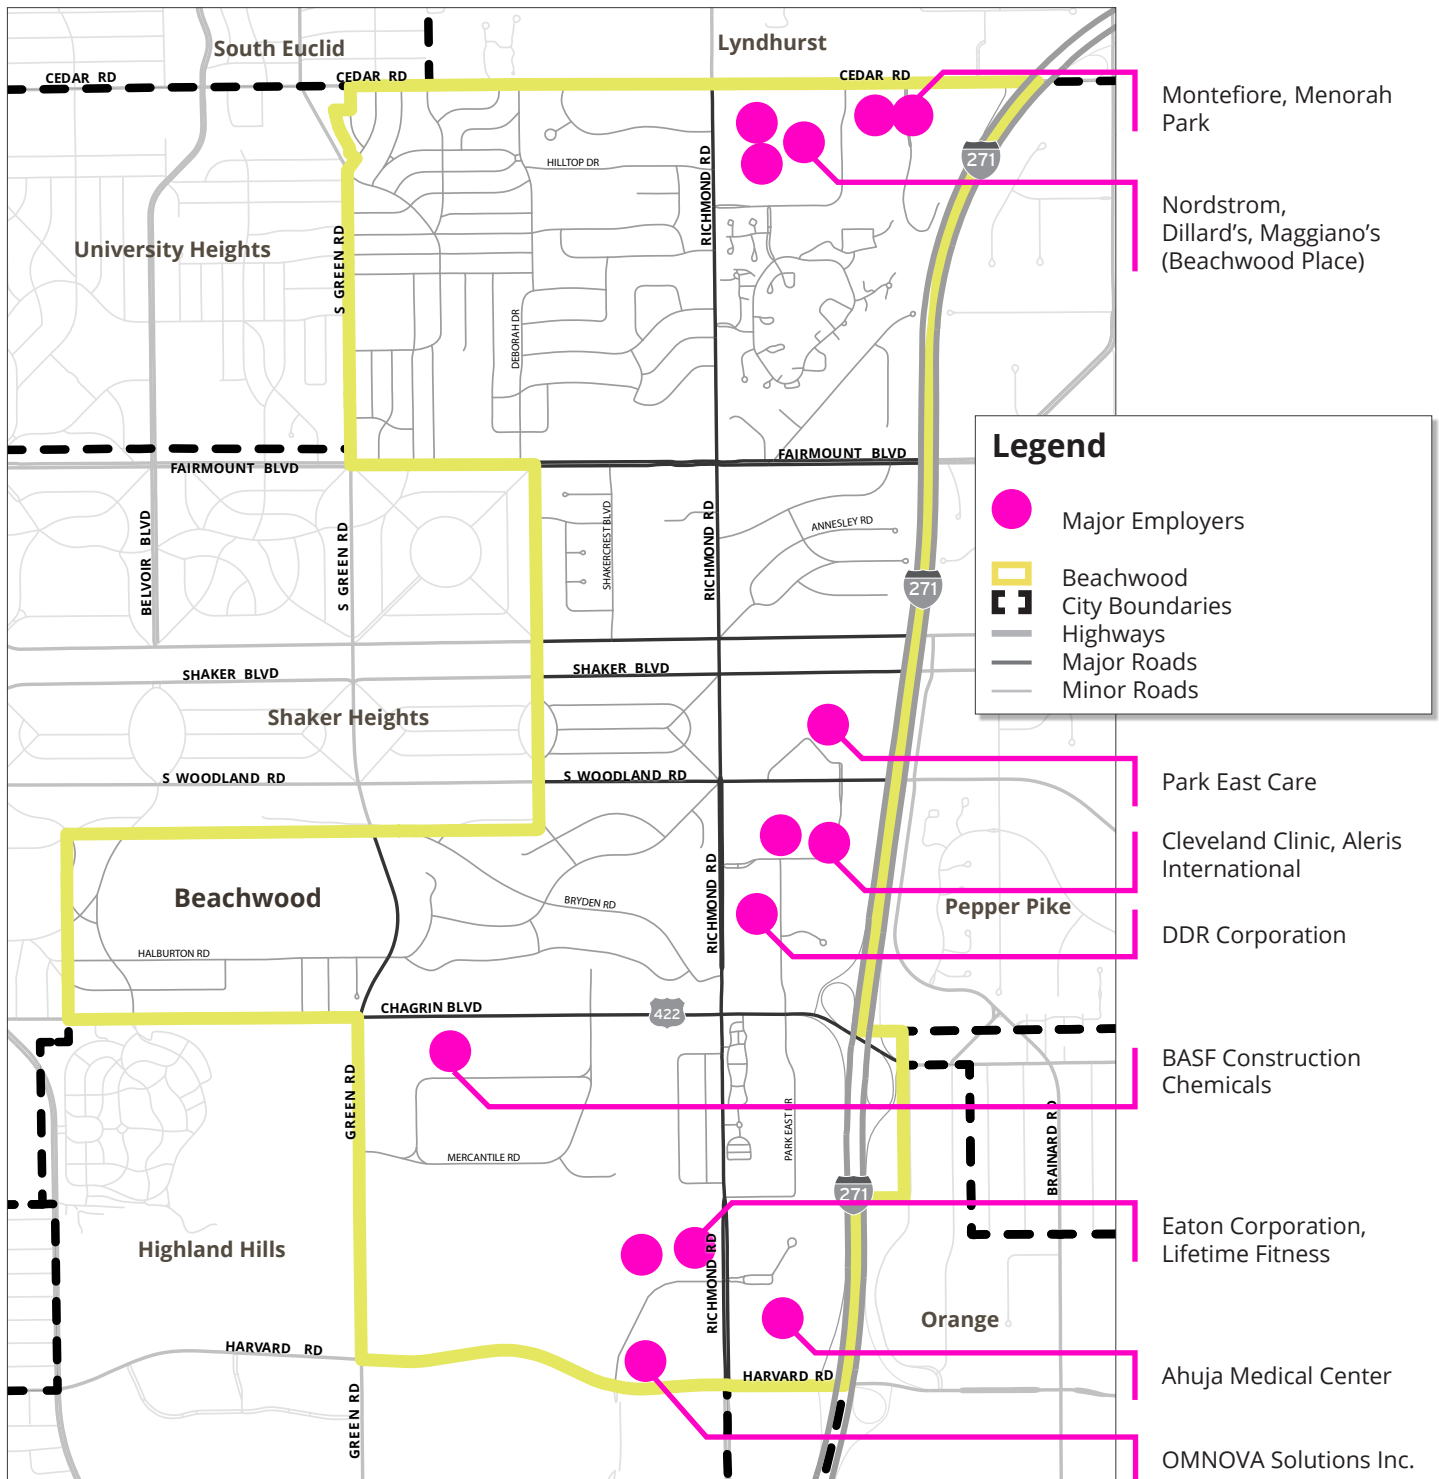 South Euclid
Lyndhurst
CEDAR RD
CEDAR RD
CEDAR RD
Montefiore, Menorah
Park
271
HILLTOP DR
RICHMOND RD
Nordstrom,
Dillard’s, Maggiano’s
(Beachwood Place)
University Heights
S GREEN RD
DEBORAH DR
Legend
Major Employers
Beachwood
City Boundaries
Highways
Major Roads
Minor Roads
FAIRMOUNT BLVD
FAIRMOUNT BLVD
BELVOIR BLVD
S GREEN RD
SHAKERCREST BLVD
RICHMOND RD
ANNESLEY RD
271
SHAKER BLVD
SHAKER BLVD
Shaker Heights
S WOODLAND RD
S WOODLAND RD
Park East Care
Cleveland Clinic, Aleris
International
Beachwood
BRYDEN RD
RICHMOND RD
Pepper Pike
DDR Corporation
HALBURTON RD
CHAGRIN BLVD
422
BASF Construction
Chemicals
GREEN RD
PARK EAST DR
BRAINARD RD
MERCANTILE RD
271
Highland Hills
RICHMOND RD
Eaton Corporation,
Lifetime Fitness
Orange
HARVARD RD
HARVARD RD
Ahuja Medical Center
GREEN RD
OMNOVA Solutions Inc.